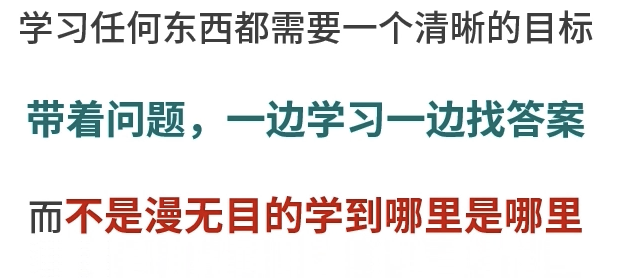 学习任何东西都需要一个清晰的目标
带着问题，一边学习一边找答案
而不是漫无目的学到哪里是哪里